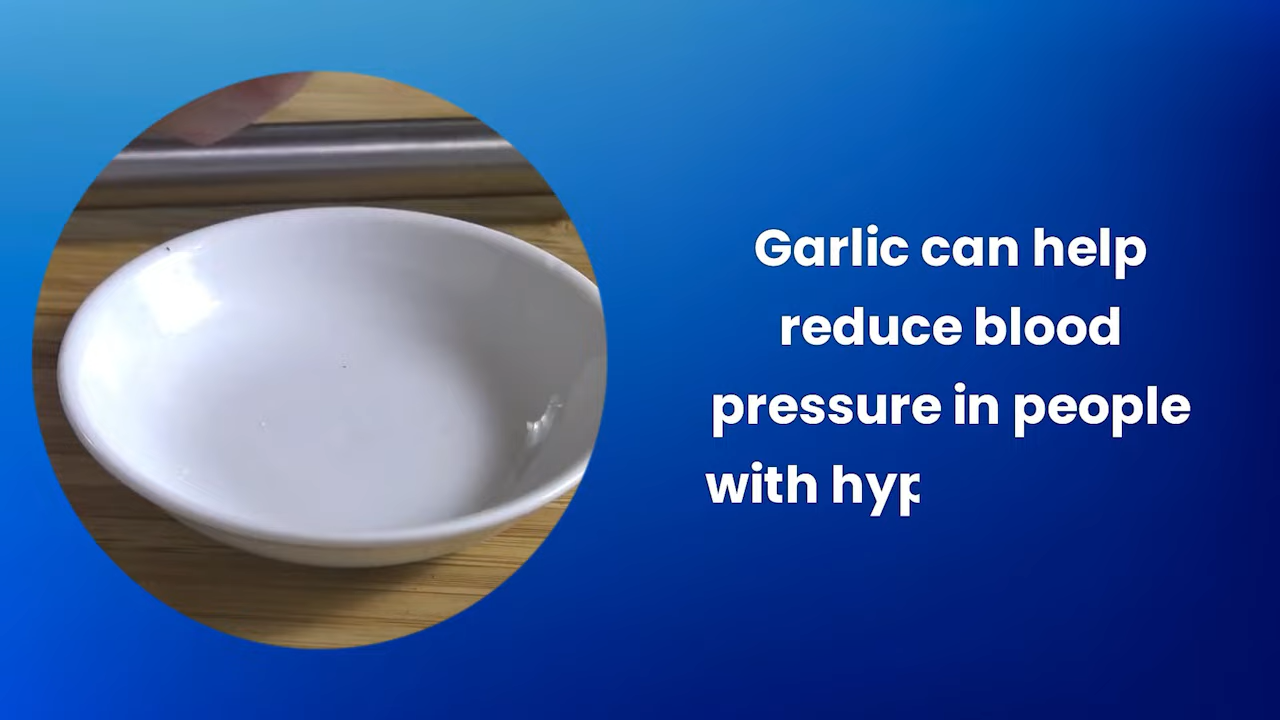 Garlic can help
reduce blood
pressure in people
with hyp